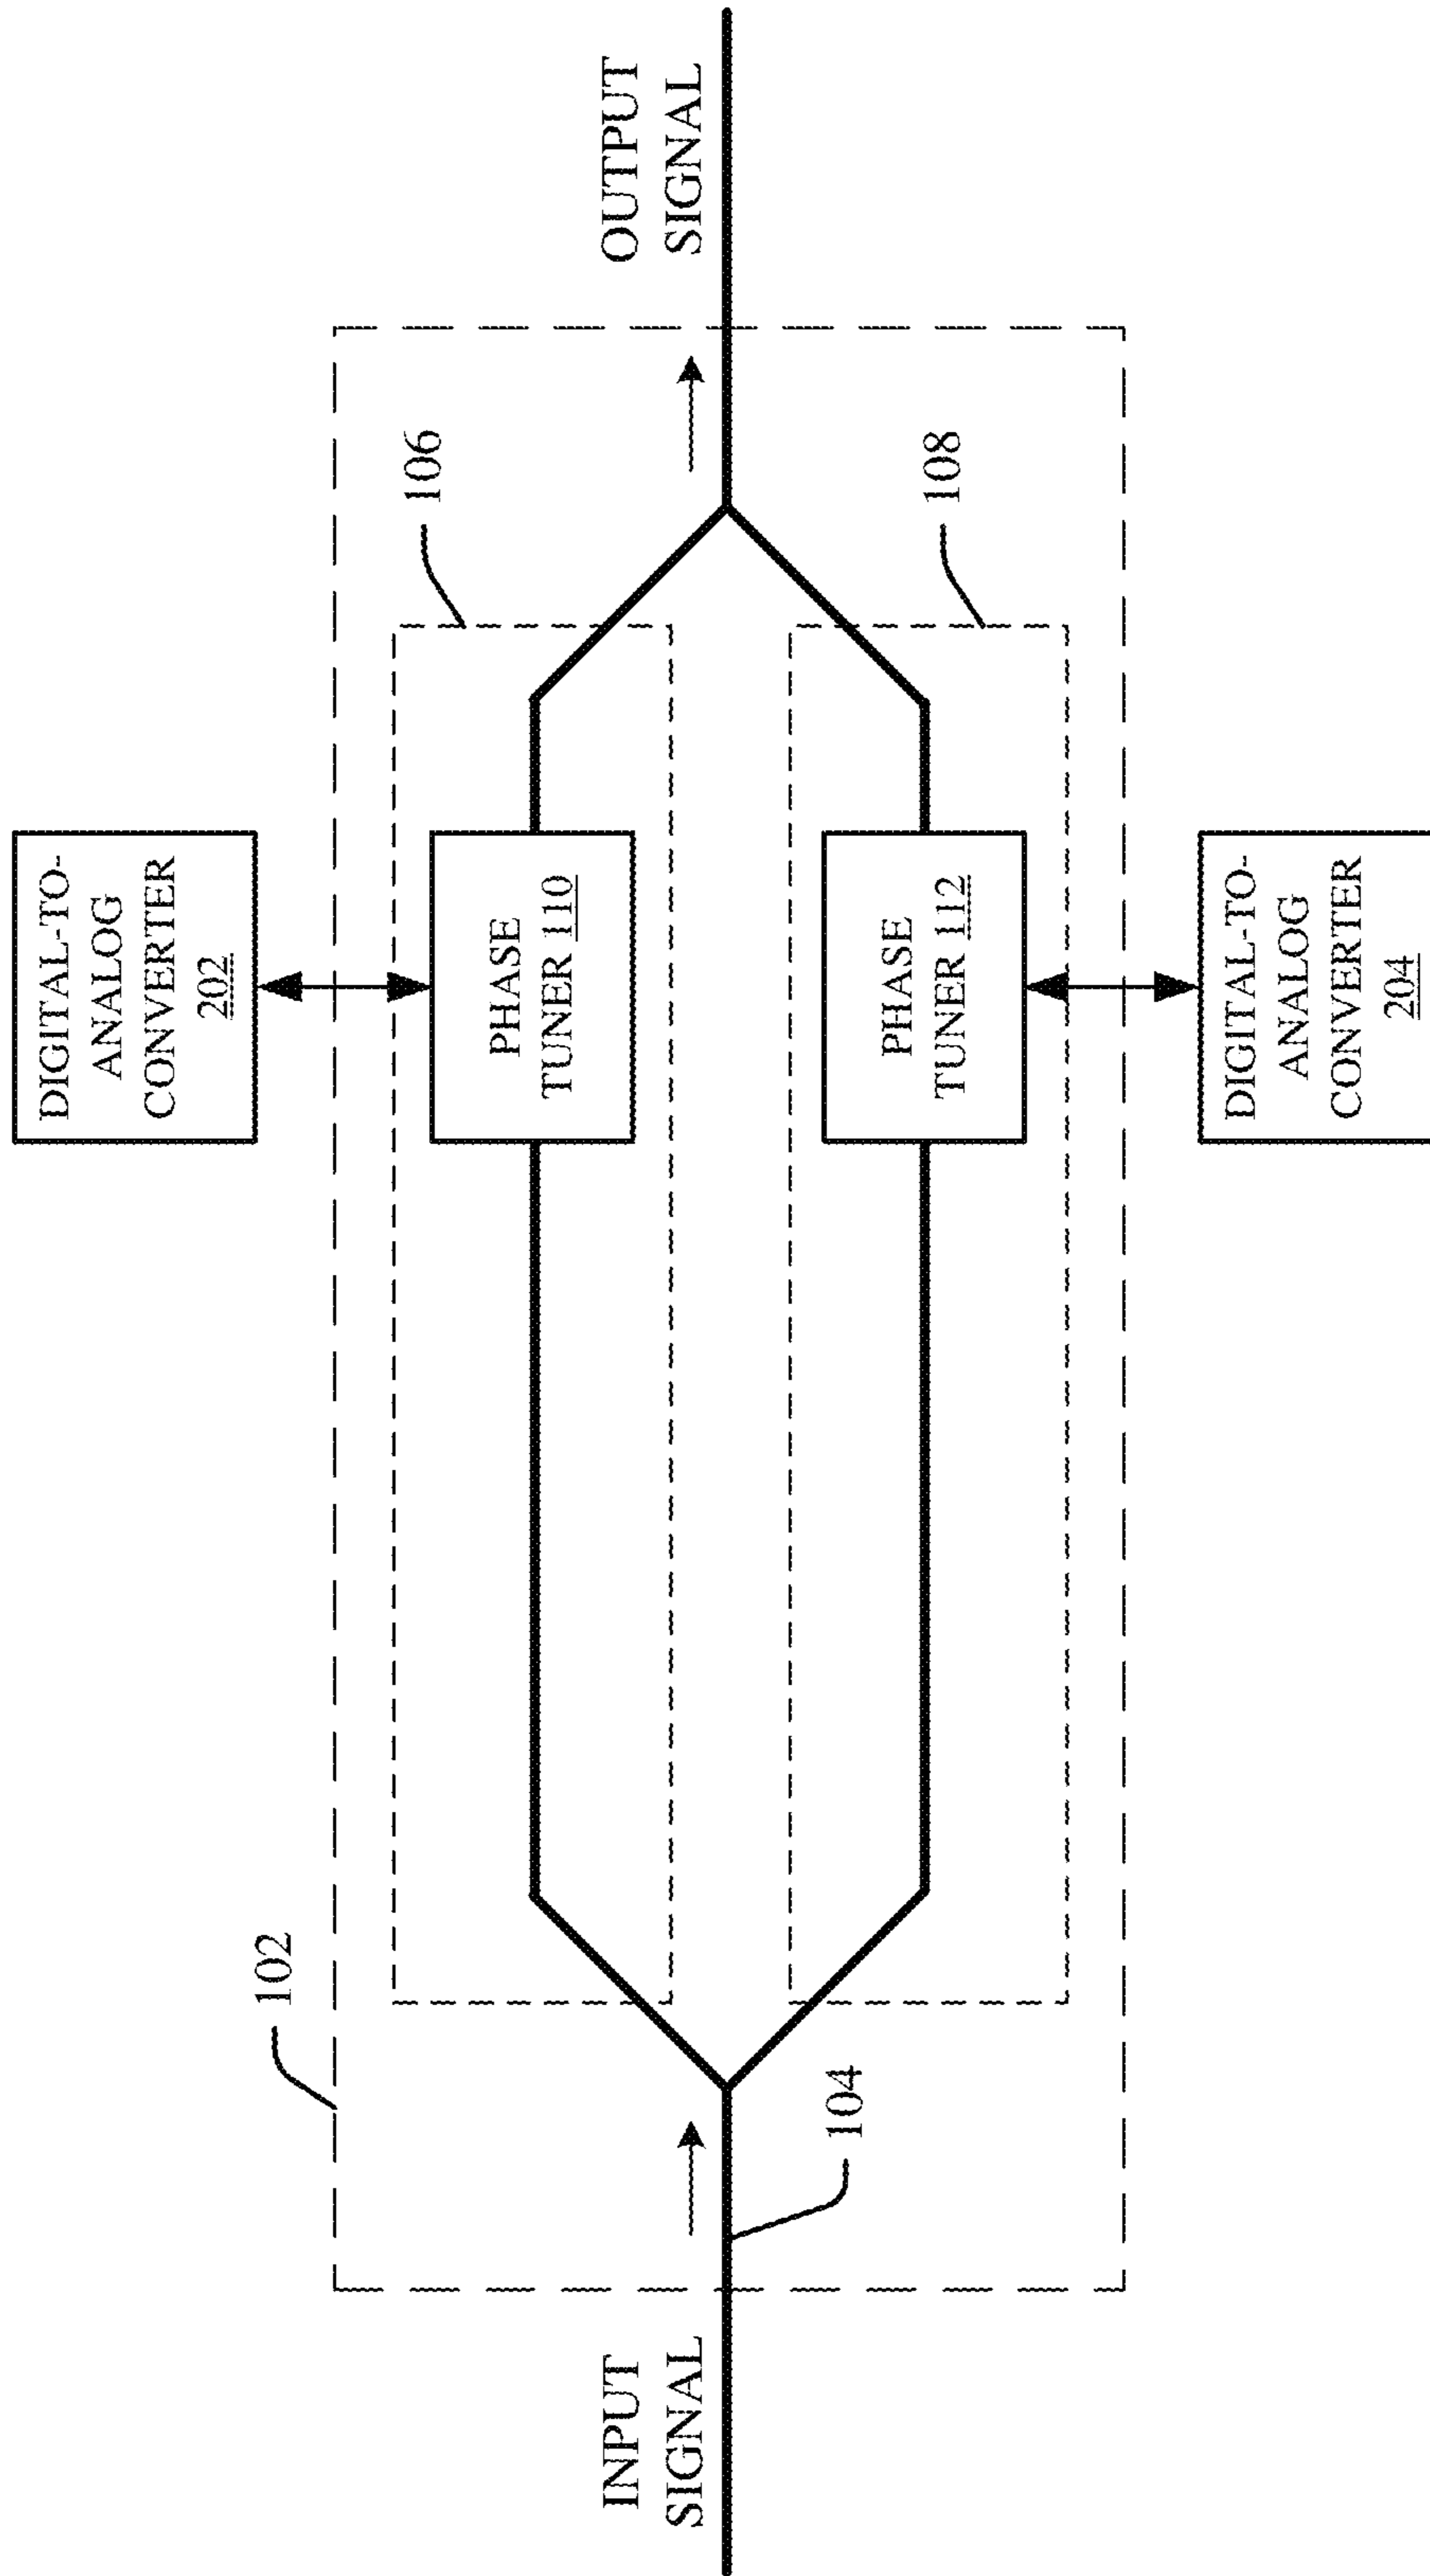 DIGITAL-TO-
ANALOG
CONVERTER
202
102
106
PHASE
TUNER 110
INPUT
SIGNAL
OUTPUT
SIGNAL
104
108
PHASE
TUNER 112
DIGITAL-TO-
ANALOG
CONVERTER
204